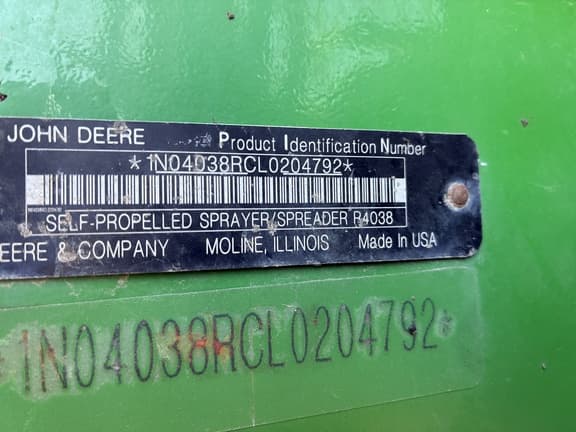 JOHN DEERE Product Identification Number
*1N04038RCL0204792*
SELF-PROPELLED SPRAYER/SPREADER R4038
EERE & COMPANY MOLINE, ILLINOIS Made In USA
*1N04038RCL0204792*